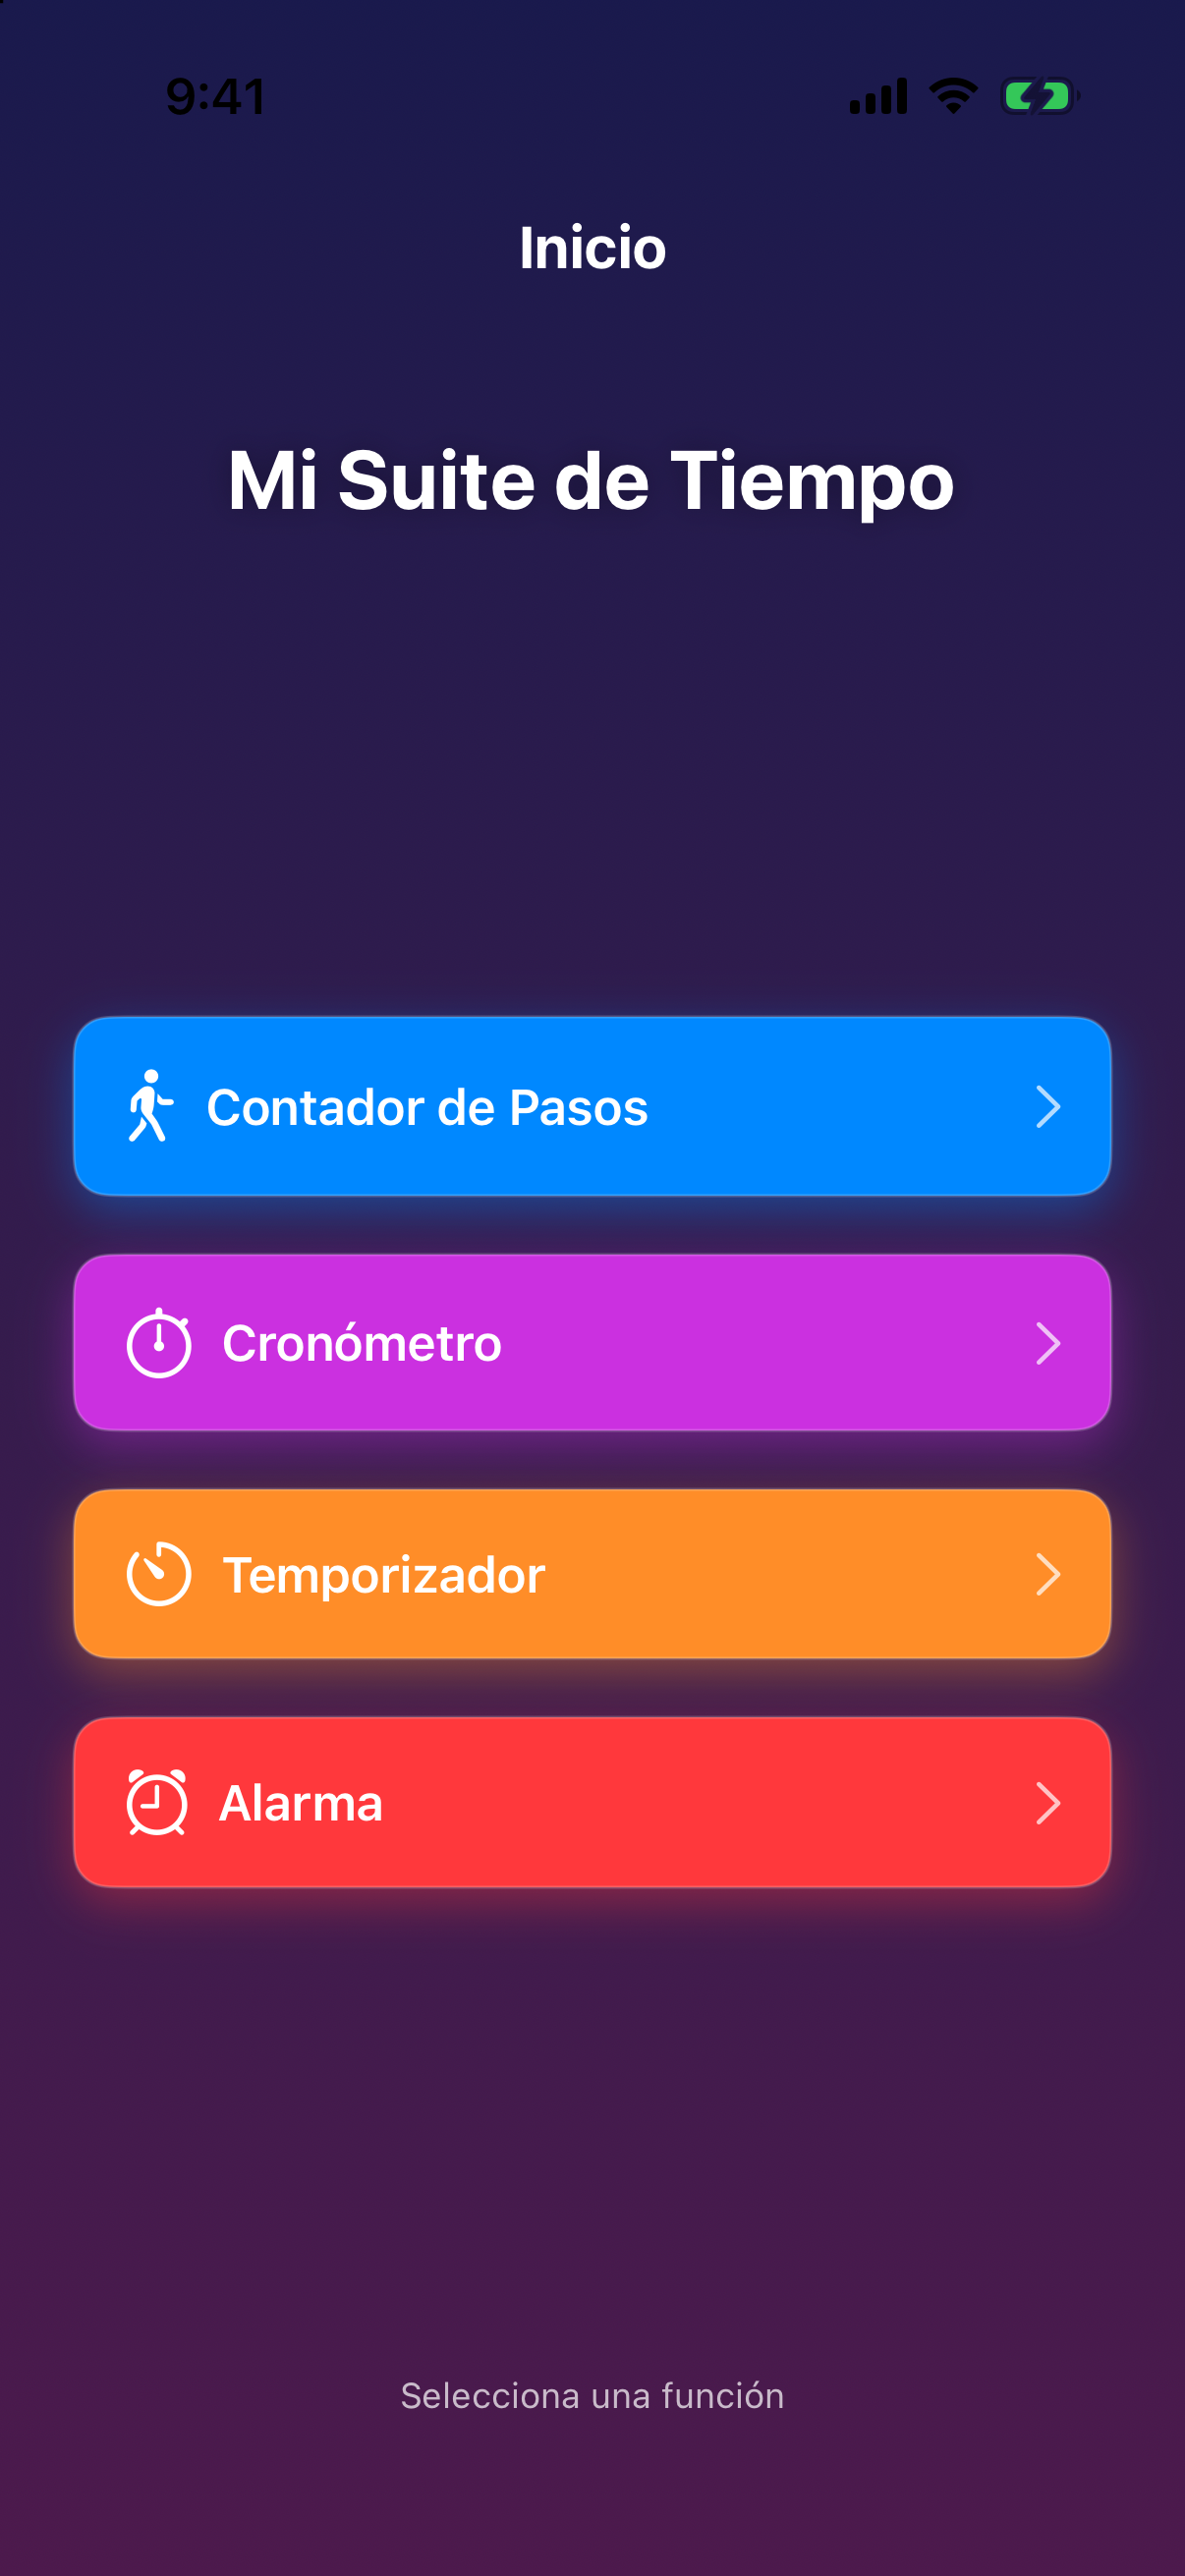 9:41
Inicio
Mi Suite de Tiempo
Contador de Pasos
Cronómetro
Temporizador
Alarma
Selecciona una función